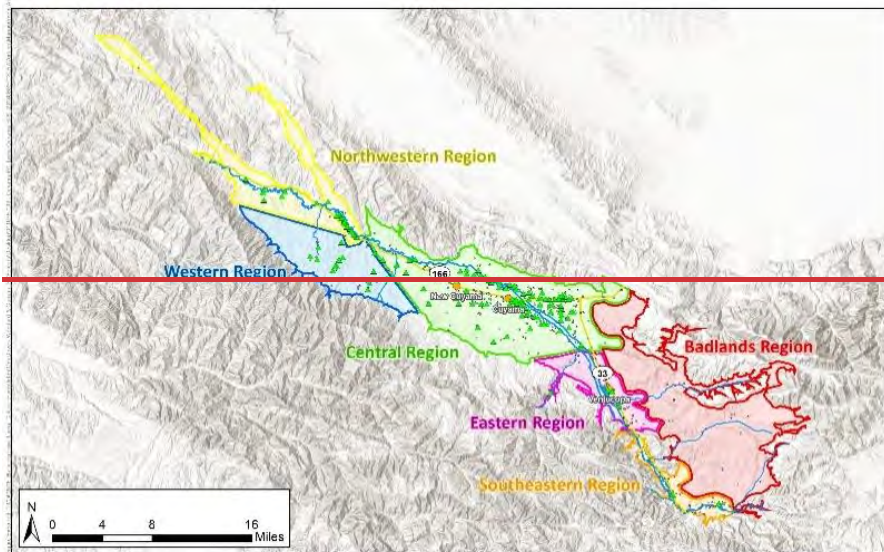 Northwestern Region
Western Region
166
New Cuyama
Cuyama
Central Region
Badlands Region
33
Ventucopa
Eastern Region
Southeastern Region
N
0 4 8 16
Miles